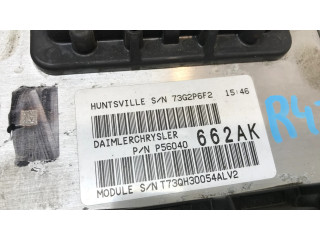 HUNTSVILLE S/N 73G2P6F2 15:46
DAIMLERCHRYSLER
P/N P56040 662AK
MODULE S/N T73QH30054ALV2